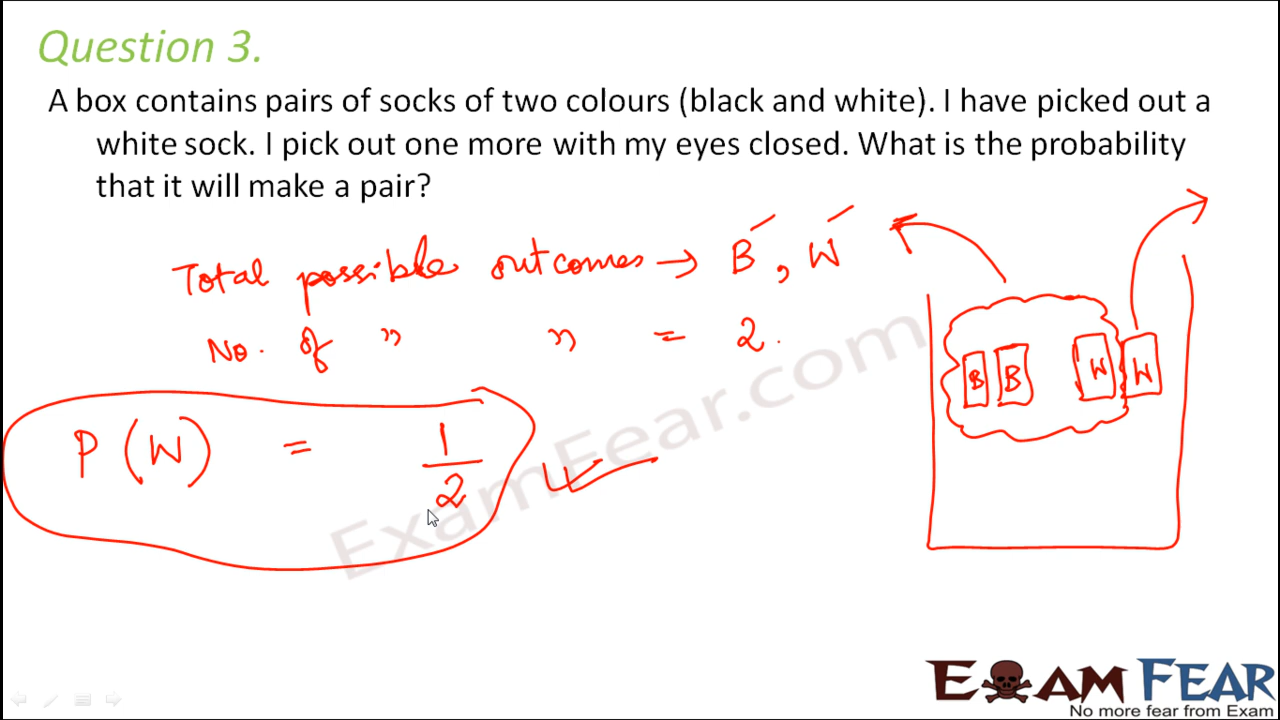 Question 3.
A box contains pairs of socks of two colours (black and white). I have picked out a
white sock. I pick out one more with my eyes closed. What is the probability
that it will make a pair?
Total possible outcomes → B, W
No. of " " = 2.
B B W W
P (W) = 1/2
ExamFear.com
EXAM FEAR
No more fear from Exam